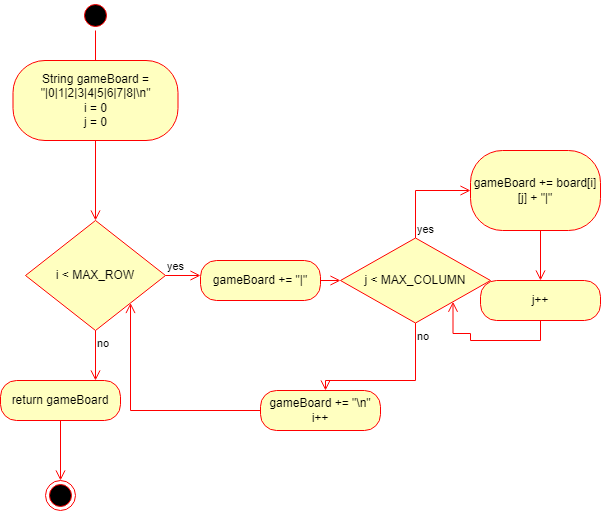 String gameBoard =
"|0|1|2|3|4|5|6|7|8|\n"
i = 0
j = 0
i < MAX_ROW
yes
gameBoard += "|"
j < MAX_COLUMN
yes
gameBoard += board[i]
[j] + "|"
j++
no
gameBoard += "\n"
i++
no
return gameBoard